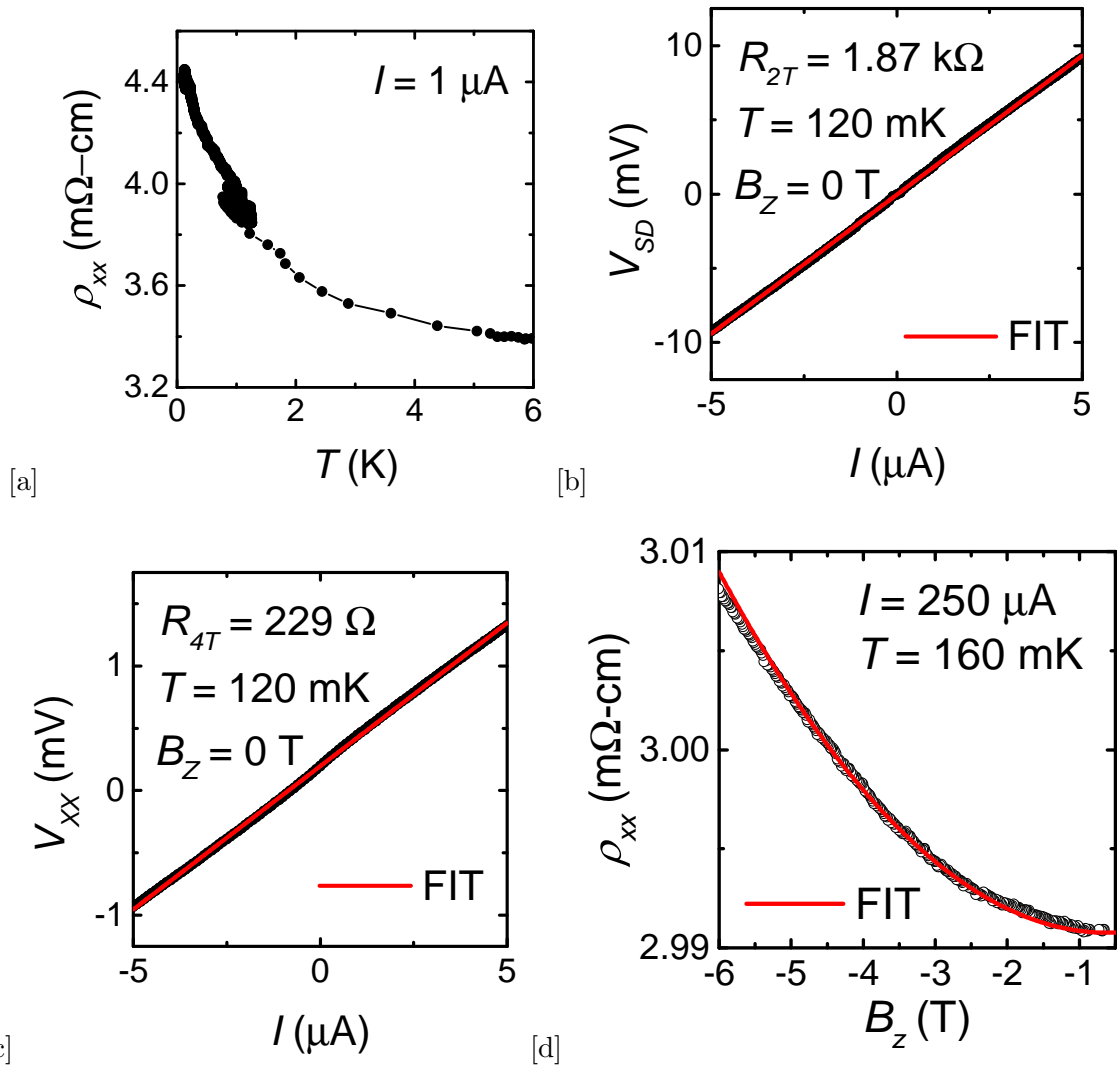 4.4
4.0
3.6
3.2
ρxx (mΩ–cm)
I = 1 μA
0 2 4 6
T (K)
[a]
10
0
-10
VSD (mV)
R2T = 1.87 kΩ
T = 120 mK
BZ = 0 T
FIT
-5 0 5
I (μA)
[b]
1
0
-1
VXX (mV)
R4T = 229 Ω
T = 120 mK
BZ = 0 T
FIT
-5 0 5
I (μA)
c]
3.01
3.00
2.99
ρxx (mΩ-cm)
I = 250 μA
T = 160 mK
FIT
-6 -5 -4 -3 -2 -1
Bz (T)
[d]